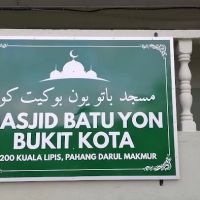 مسجد باتو يون بوكيت كو
ASJID BATU YON
BUKIT KOTA
200 KUALA LIPIS, PAHANG DARUL MAKMUR